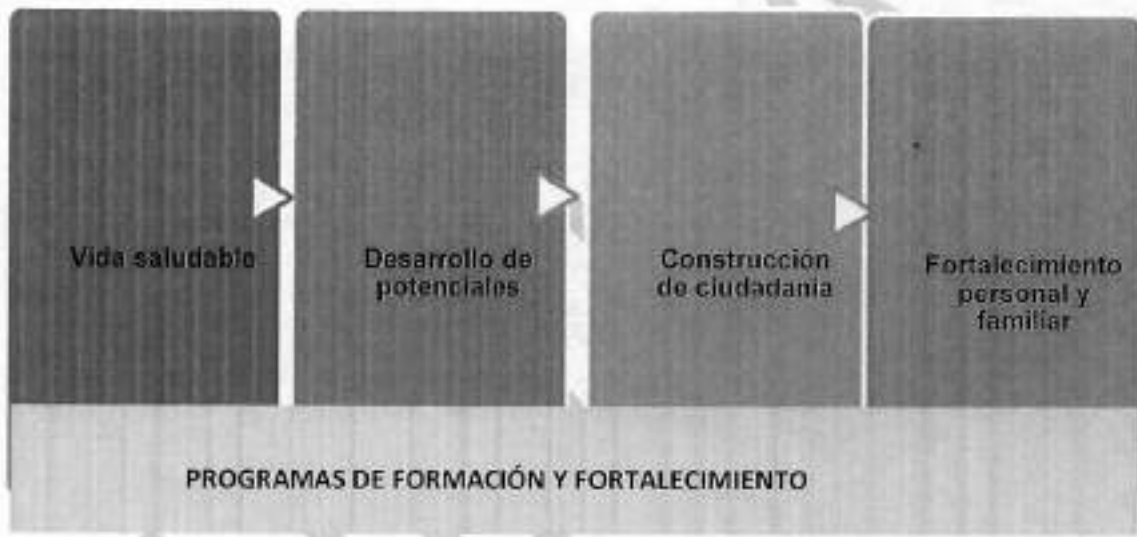 Vida saludable
Desarrollo de
potenciales
Construcción
de ciudadanía
Fortalecimiento
personal y
familiar
PROGRAMAS DE FORMACIÓN Y FORTALECIMIENTO